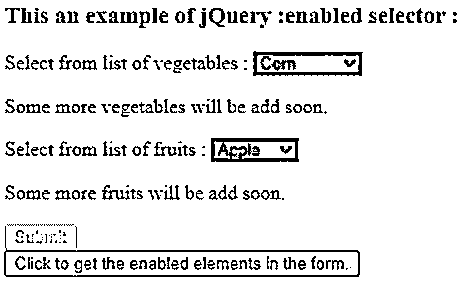 This an example of jQuery :enabled selector :
Select from list of vegetables : Corn
Some more vegetables will be add soon.
Select from list of fruits : Apple
Some more fruits will be add soon.
Submit
Click to get the enabled elements in the form.